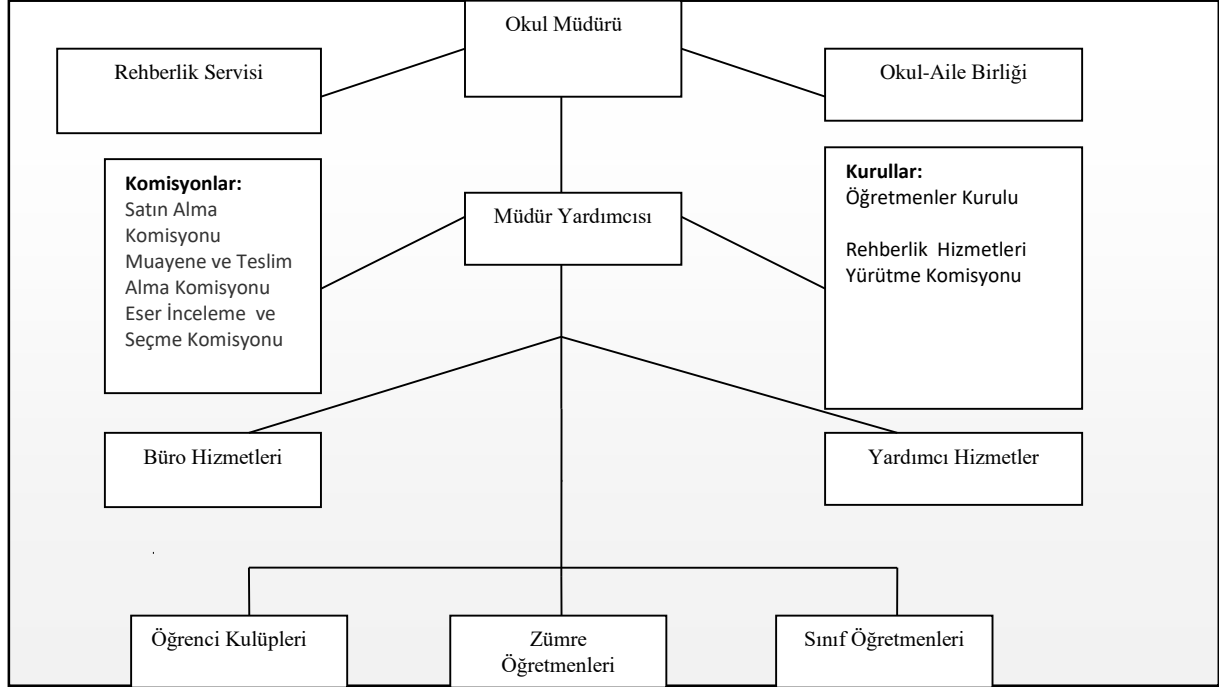 Okul Müdürü
Rehberlik Servisi
Okul-Aile Birliği
Komisyonlar:
Satın Alma
Komisyonu
Muayene ve Teslim
Alma Komisyonu
Eser İnceleme ve
Seçme Komisyonu
Müdür Yardımcısı
Kurullar:
Öğretmenler Kurulu
Rehberlik Hizmetleri
Yürütme Komisyonu
Büro Hizmetleri
Yardımcı Hizmetler
Öğrenci Kulüpleri
Zümre
Öğretmenleri
Sınıf Öğretmenleri